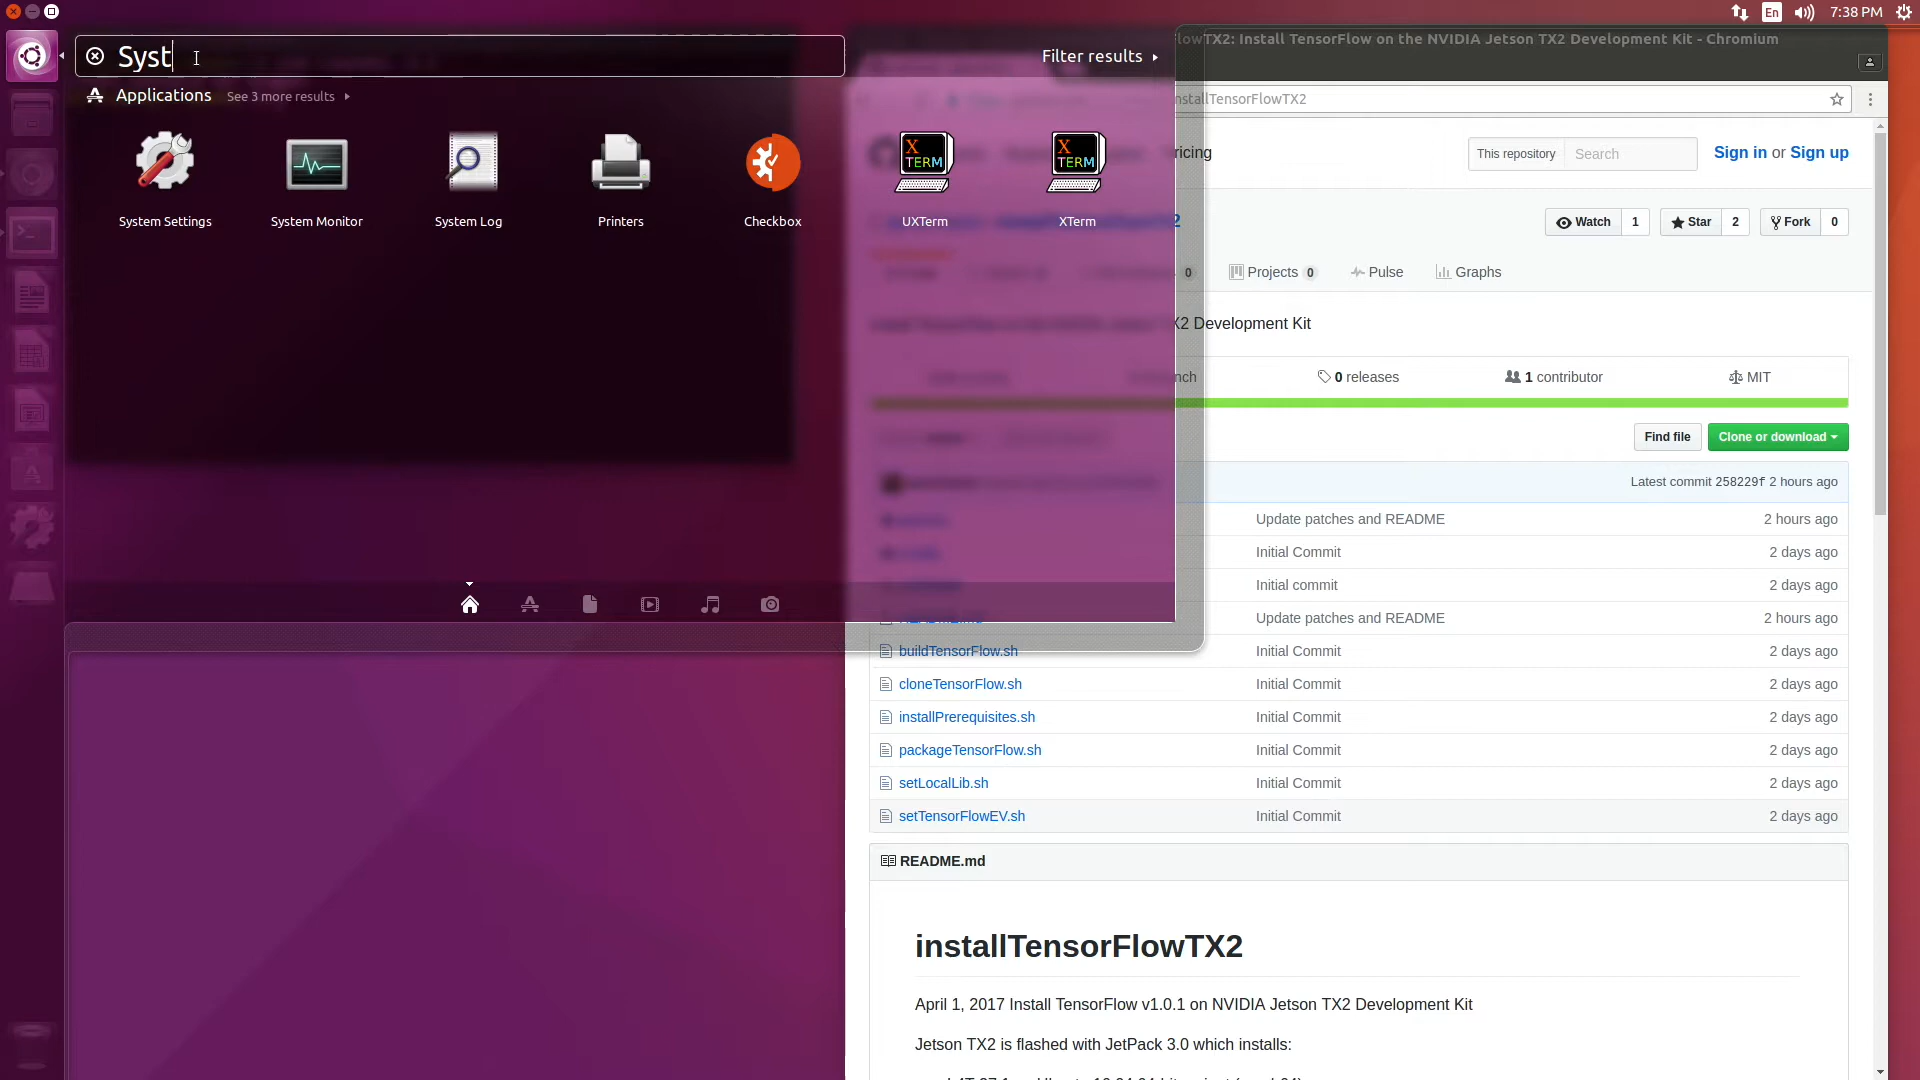 En
7:38 PM
Syst
Filter results
lowTX2: Install TensorFlow on the NVIDIA Jetson TX2 Development Kit - Chromium
Applications See 3 more results
nstallTensorFlowTX2
X
TERM
X
TERM
ricing
This repository Search
Sign in or Sign up
System Settings
System Monitor
System Log
Printers
Checkbox
UXTerm
XTerm
Watch 1
Star 2
Fork 0
0
Projects 0
Pulse
Graphs
X2 Development Kit
nch
0 releases
1 contributor
MIT
Find file
Clone or download
Latest commit 258229f 2 hours ago
Update patches and README 2 hours ago
Initial Commit 2 days ago
Initial commit 2 days ago
Update patches and README 2 hours ago
buildTensorFlow.sh Initial Commit 2 days ago
cloneTensorFlow.sh Initial Commit 2 days ago
installPrerequisites.sh Initial Commit 2 days ago
packageTensorFlow.sh Initial Commit 2 days ago
setLocalLib.sh Initial Commit 2 days ago
setTensorFlowEV.sh Initial Commit 2 days ago
README.md
installTensorFlowTX2
April 1, 2017 Install TensorFlow v1.0.1 on NVIDIA Jetson TX2 Development Kit
Jetson TX2 is flashed with JetPack 3.0 which installs: